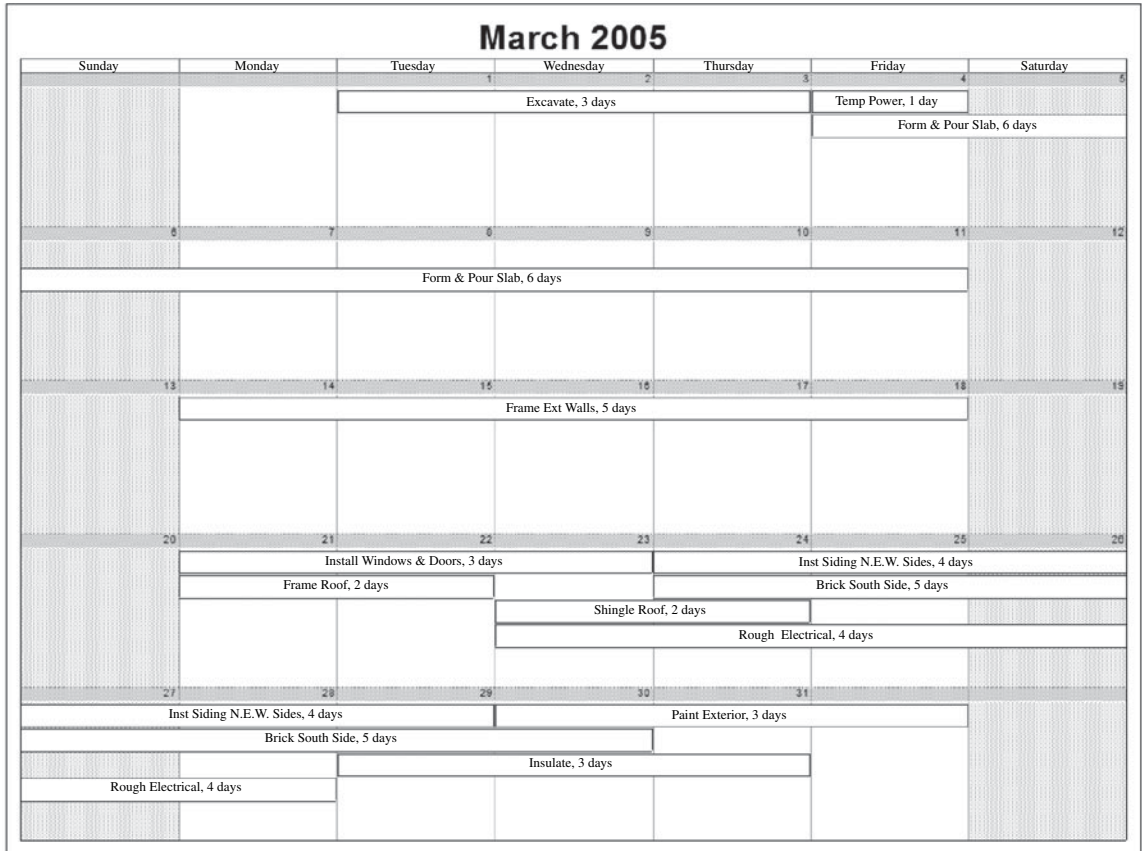 March 2005
Sunday Monday Tuesday Wednesday Thursday Friday Saturday
1 2 3 4 5
Excavate, 3 days Temp Power, 1 day
Form & Pour Slab, 6 days
6 7 8 9 10 11 12
Form & Pour Slab, 6 days
13 14 15 16 17 18 19
Frame Ext Walls, 5 days
20 21 22 23 24 25 26
Install Windows & Doors, 3 days Inst Siding N.E.W. Sides, 4 days
Frame Roof, 2 days Brick South Side, 5 days
Shingle Roof, 2 days
Rough Electrical, 4 days
27 28 29 30 31
Inst Siding N.E.W. Sides, 4 days Paint Exterior, 3 days
Brick South Side, 5 days
Insulate, 3 days
Rough Electrical, 4 days